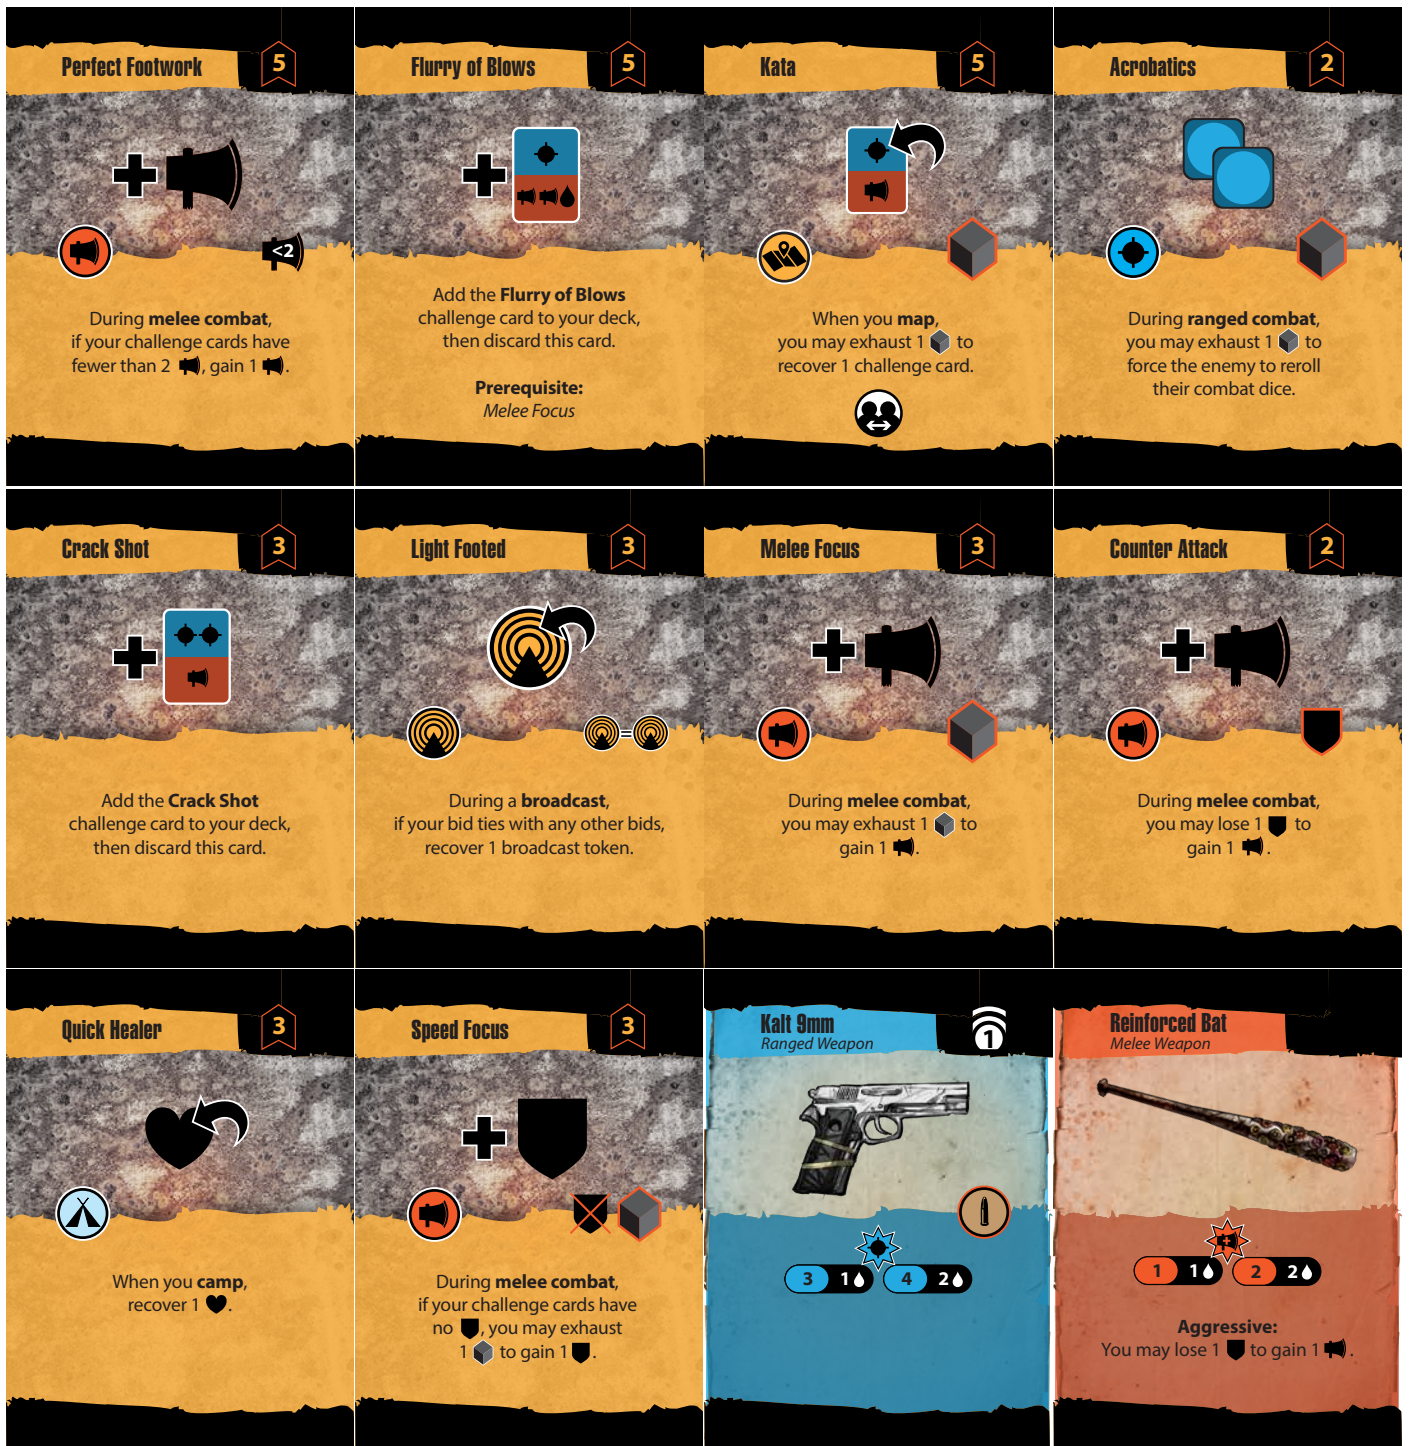 Perfect Footwork
5
<2
During melee combat,
if your challenge cards have
fewer than 2 , gain 1 .
Flurry of Blows
5
Add the Flurry of Blows
challenge card to your deck,
then discard this card.
Prerequisite:
Melee Focus
Kata
5
When you map,
you may exhaust 1 to
recover 1 challenge card.
Acrobatics
2
During ranged combat,
you may exhaust 1 to
force the enemy to reroll
their combat dice.
Crack Shot
3
Add the Crack Shot
challenge card to your deck,
then discard this card.
Light Footed
3
=
During a broadcast,
if your bid ties with any other bids,
recover 1 broadcast token.
Melee Focus
3
During melee combat,
you may exhaust 1 to
gain 1 .
Counter Attack
2
During melee combat,
you may lose 1 to
gain 1 .
Quick Healer
3
When you camp,
recover 1 .
Speed Focus
3
During melee combat,
if your challenge cards have
no , you may exhaust
1 to gain 1 .
Kalt 9mm
Ranged Weapon
1
3 1 4 2
Reinforced Bat
Melee Weapon
1 1 2 2
Aggressive:
You may lose 1 to gain 1 .